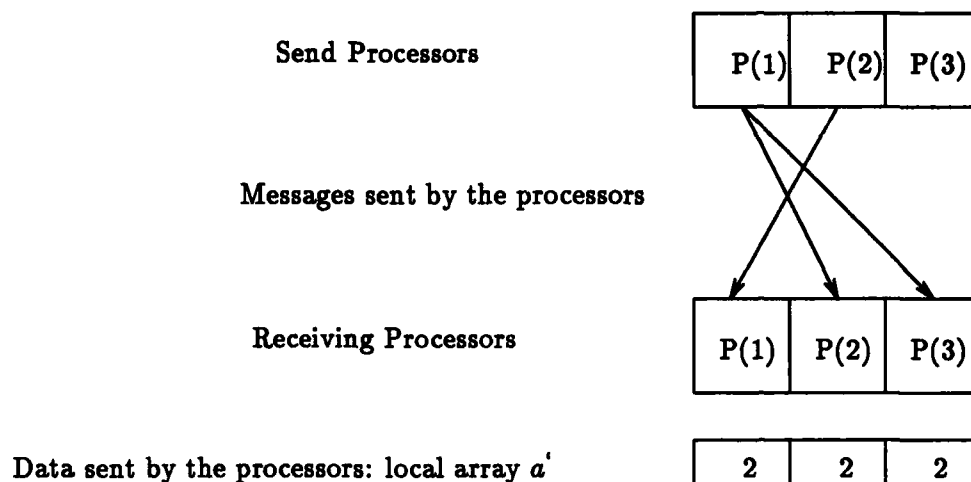 Send Processors
P(1) P(2) P(3)
Messages sent by the processors
Receiving Processors
P(1) P(2) P(3)
Data sent by the processors: local array a‘
2 2 2